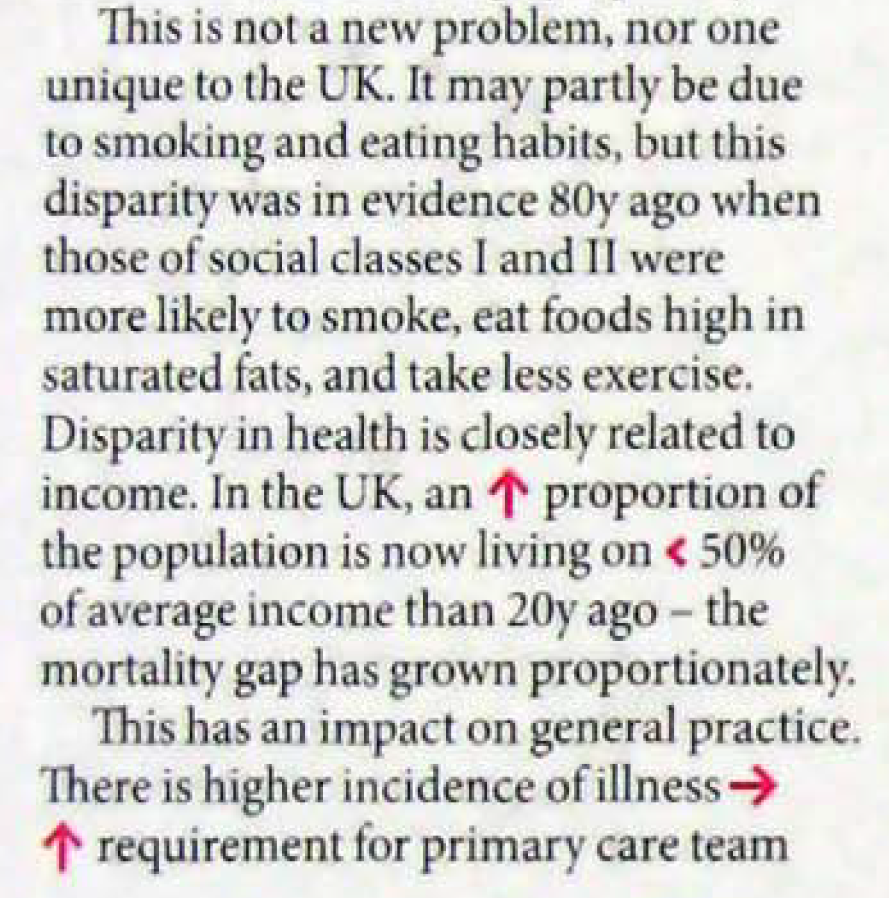 This is not a new problem, nor one
unique to the UK. It may partly be due
to smoking and eating habits, but this
disparity was in evidence 80y ago when
those of social classes I and II were
more likely to smoke, eat foods high in
saturated fats, and take less exercise.
Disparity in health is closely related to
income. In the UK, an ↑ proportion of
the population is now living on < 50%
of average income than 20y ago – the
mortality gap has grown proportionately.
This has an impact on general practice.
There is higher incidence of illness →
↑ requirement for primary care team